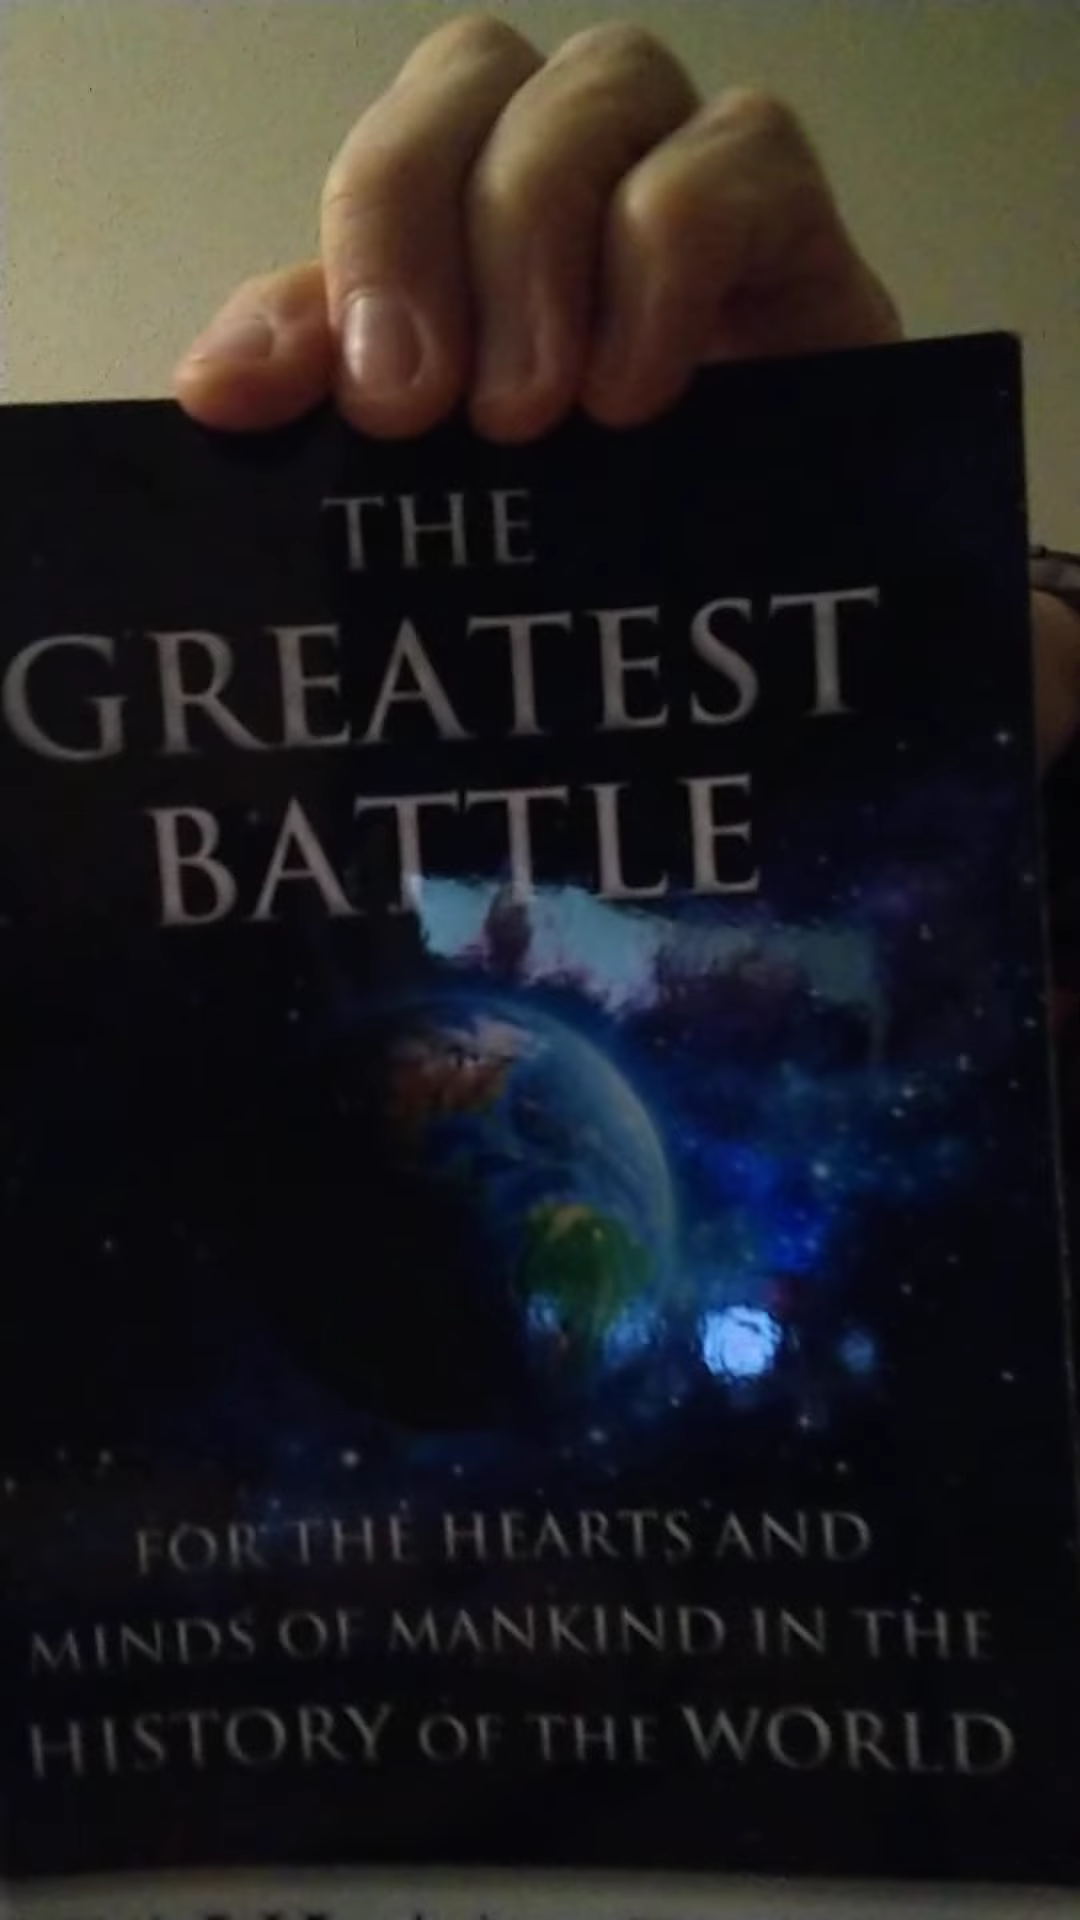 THE
GREATEST
BATTLE
FOR THE HEARTS AND
MINDS OF MANKIND IN THE
HISTORY OF THE WORLD